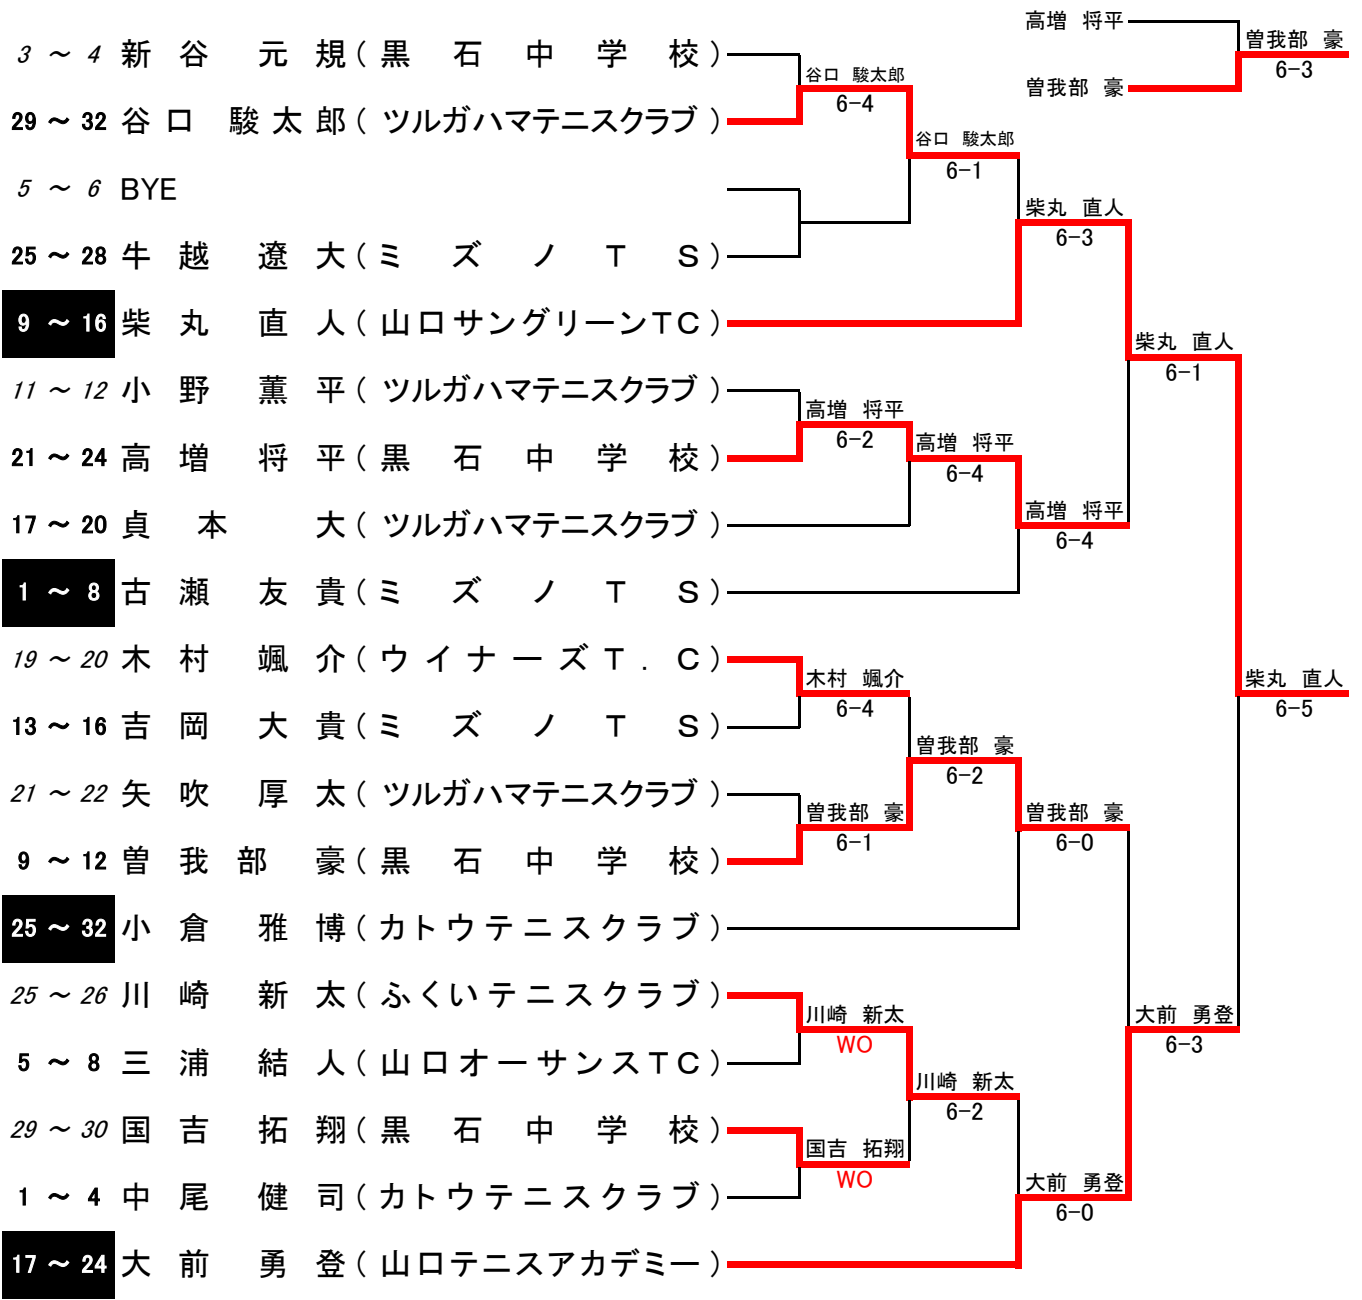 高増 将平
曽我部 豪
6-3
曽我部 豪
3 ～ 4 新谷 元規(黒石中学校)
谷口 駿太郎
6-4
29 ～ 32 谷口 駿太郎(ツルガハマテニスクラブ)
谷口 駿太郎
6-1
5 ～ 6 BYE
柴丸 直人
6-3
25 ～ 28 牛越 遼大(ミズノTS)
9 ～ 16 柴丸 直人(山口サングリーンTC)
柴丸 直人
6-1
11 ～ 12 小野 薫平(ツルガハマテニスクラブ)
高増 将平
6-2
21 ～ 24 高増 将平(黒石中学校)
高増 将平
6-4
17 ～ 20 貞本 大(ツルガハマテニスクラブ)
高増 将平
6-4
1 ～ 8 古瀬 友貴(ミズノTS)
19 ～ 20 木村 颯介(ウイナーズT.C)
木村 颯介
6-4
柴丸 直人
6-5
13 ～ 16 吉岡 大貴(ミズノTS)
曽我部 豪
6-2
21 ～ 22 矢吹 厚太(ツルガハマテニスクラブ)
曽我部 豪
6-1
曽我部 豪
6-0
9 ～ 12 曽我部 豪(黒石中学校)
25 ～ 32 小倉 雅博(カトウテニスクラブ)
25 ～ 26 川崎 新太(ふくいテニスクラブ)
川崎 新太
WO
大前 勇登
6-3
5 ～ 8 三浦 結人(山口オーサンスTC)
川崎 新太
6-2
29 ～ 30 国吉 拓翔(黒石中学校)
国吉 拓翔
WO
1 ～ 4 中尾 健司(カトウテニスクラブ)
大前 勇登
6-0
17 ～ 24 大前 勇登(山口テニスアカデミー)